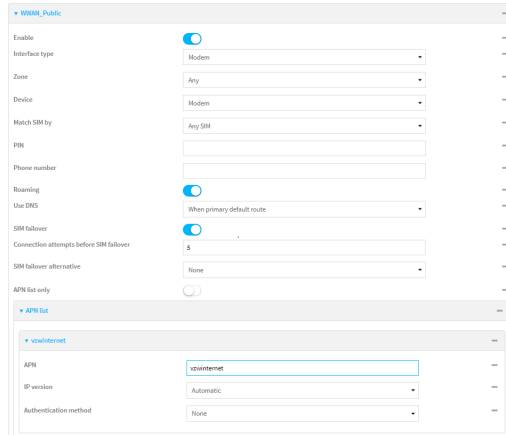 WWAN_Public
Enable
Interface type Modem
Zone Any
Device Modem
Match SIM by Any SIM
PIN
Phone number
Roaming
Use DNS When primary default route
SIM failover
Connection attempts before SIM failover 5
SIM failover alternative None
APN list only
APN list
vzwinternet
APN vzwinternet
IP version Automatic
Authentication method None